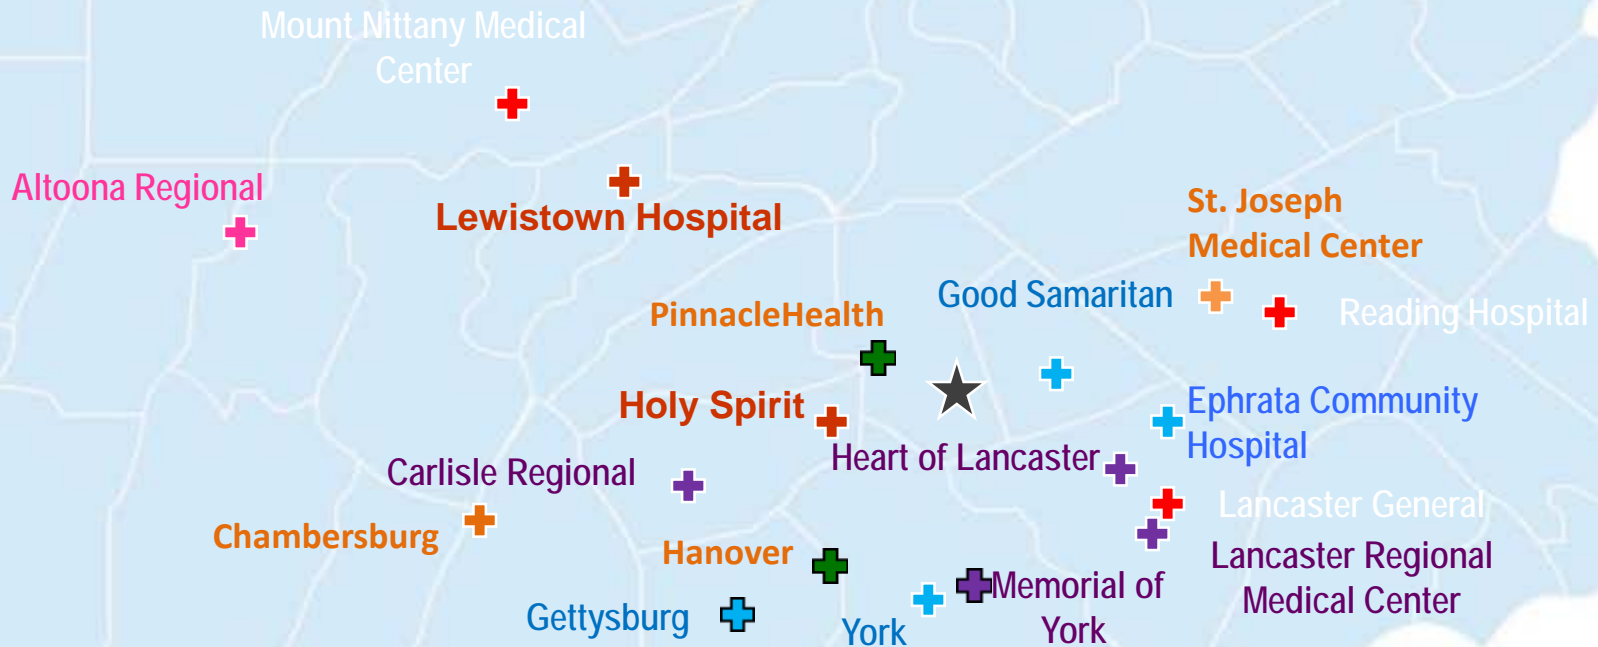 Mount Nittany Medical
Center
Altoona Regional
Lewistown Hospital
St. Joseph
Medical Center
Good Samaritan
PinnacleHealth
Reading Hospital
Holy Spirit
Ephrata Community
Hospital
Heart of Lancaster
Carlisle Regional
Lancaster General
Chambersburg
Hanover
Lancaster Regional
Medical Center
Memorial of
York
Gettysburg
York